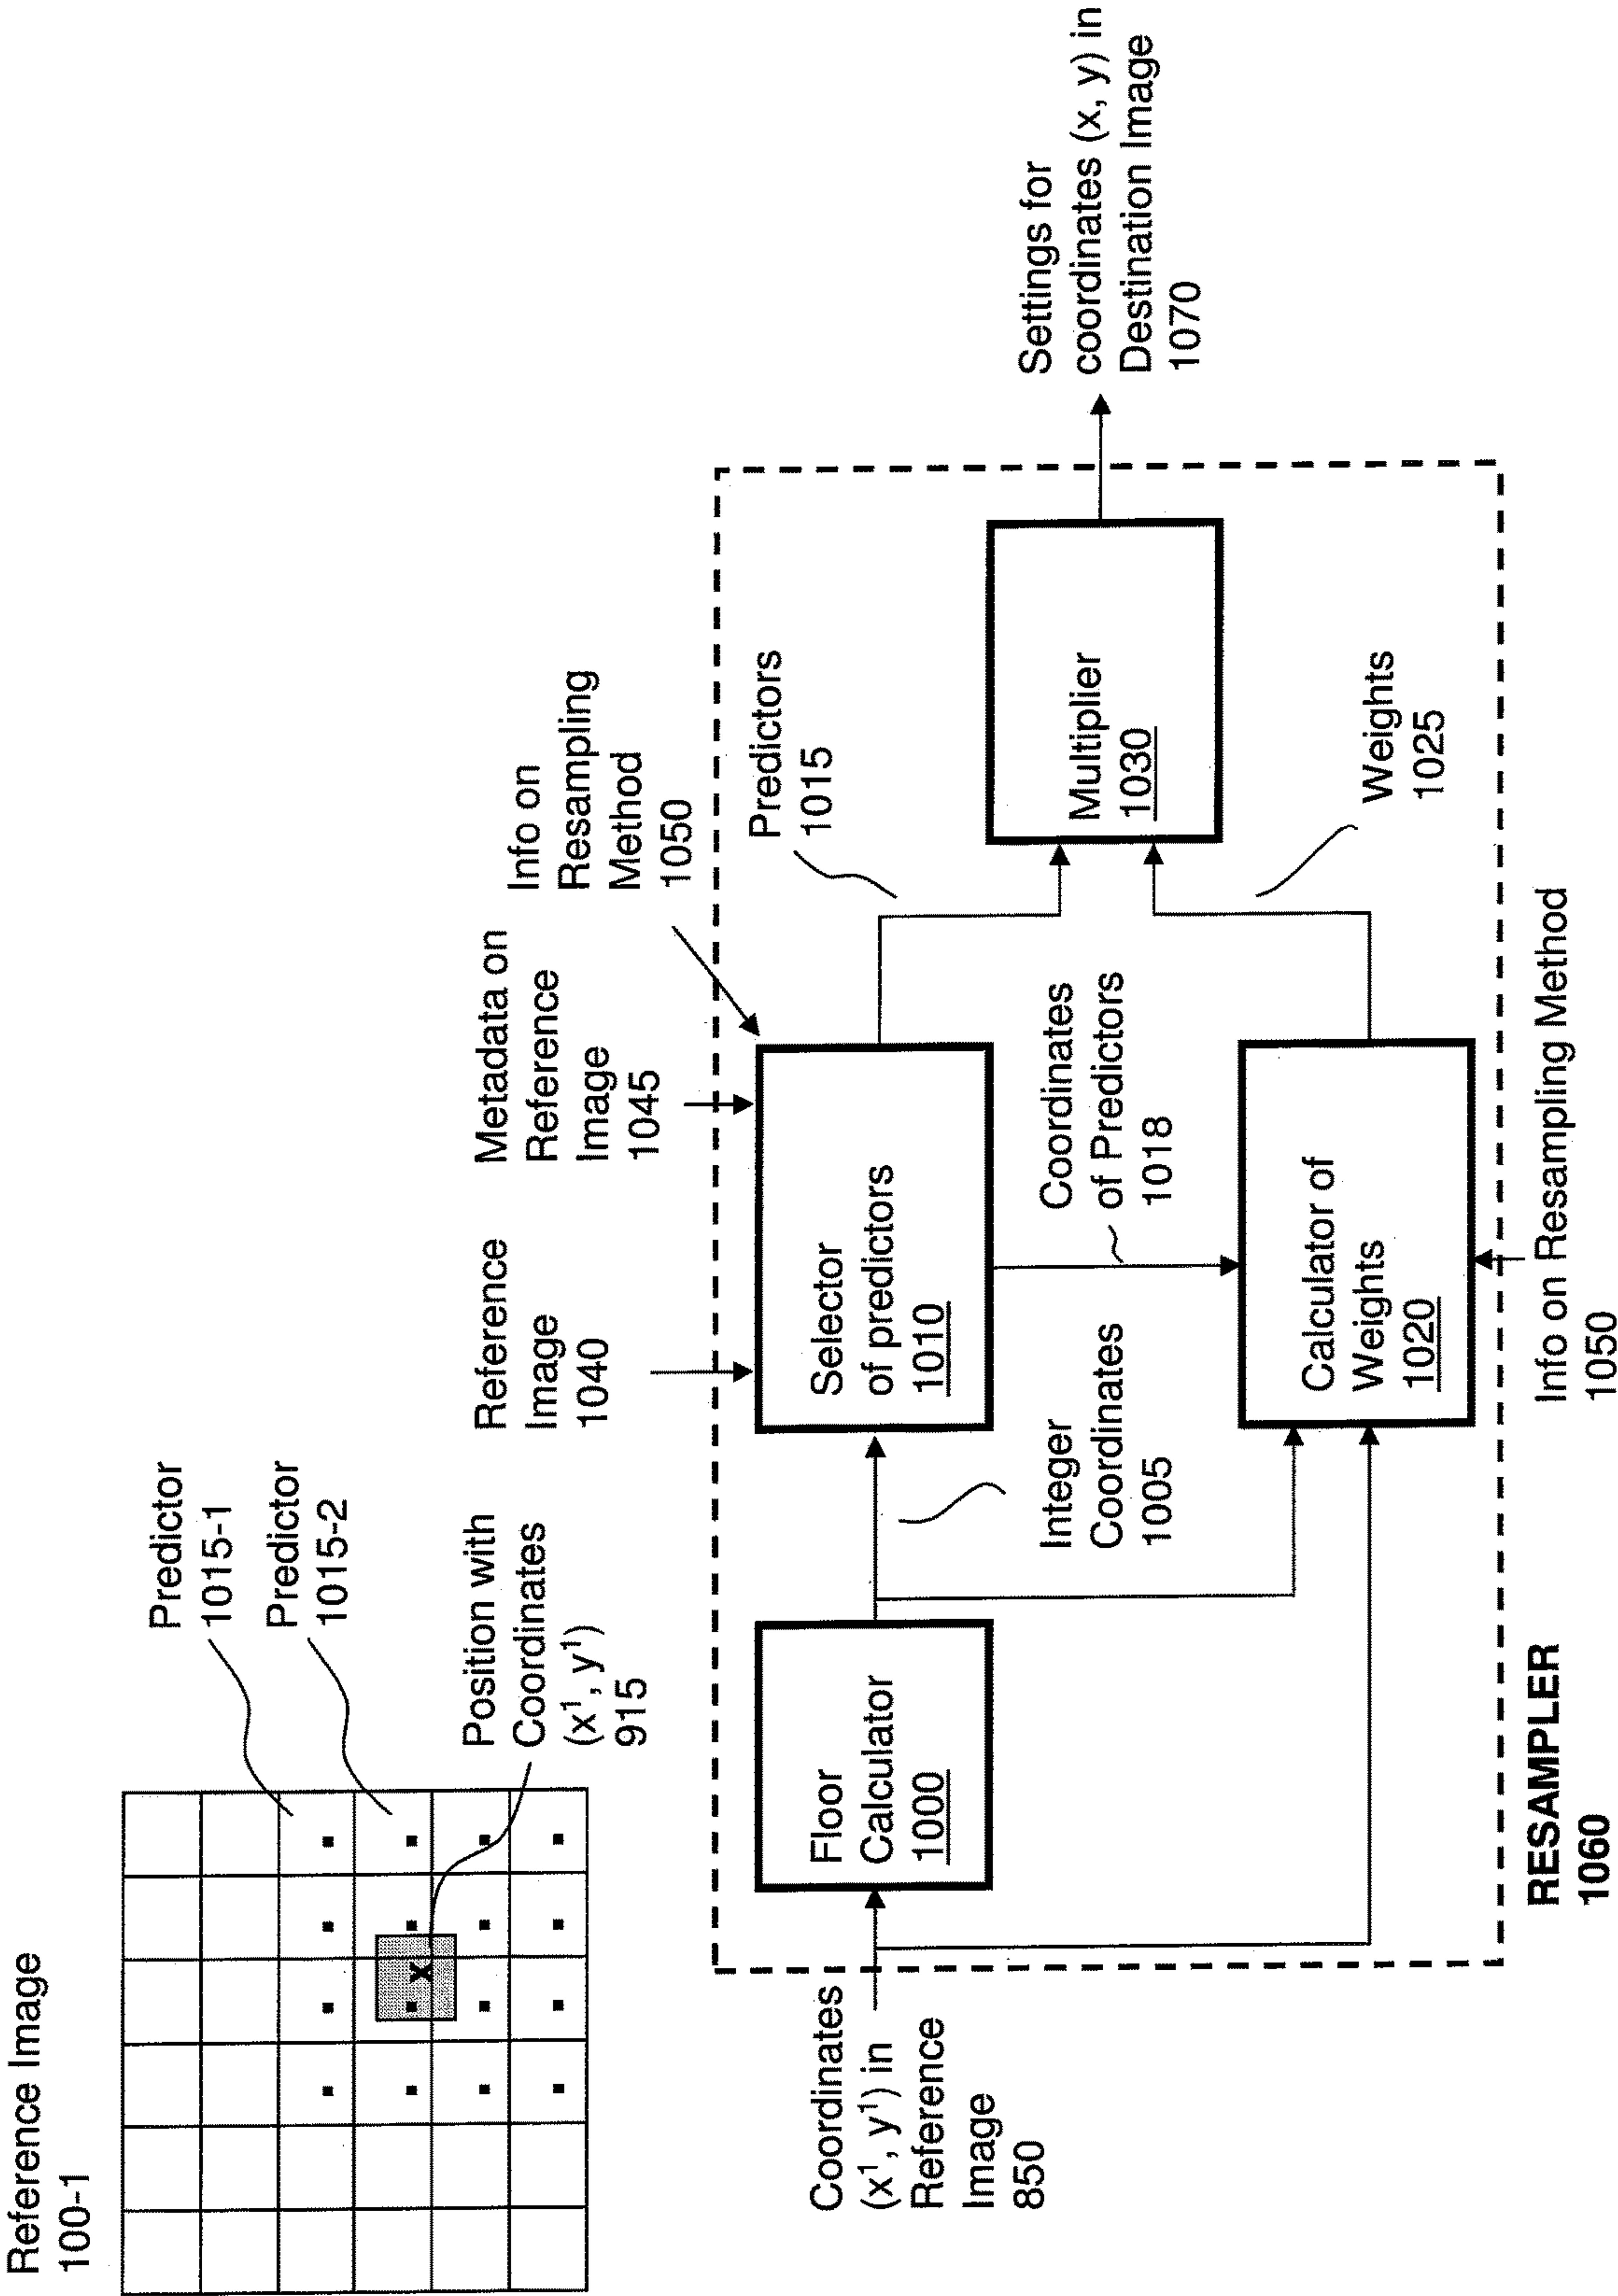 Reference Image
100-1
Predictor
1015-1
Predictor
1015-2
Position with
Coordinates
(x¹, y¹)
915
x
Reference
Image
1040
Metadata on
Reference
Image
1045
Info on
Resampling
Method
1050
Coordinates
(x¹, y¹) in
Reference
Image
850
Floor
Calculator
1000
Integer
Coordinates
1005
Selector
of predictors
1010
Coordinates
of Predictors
1018
Predictors
1015
Calculator of
Weights
1020
Weights
1025
Multiplier
1030
Settings for
coordinates (x, y) in
Destination Image
1070
Info on Resampling Method
1050
RESAMPLER
1060